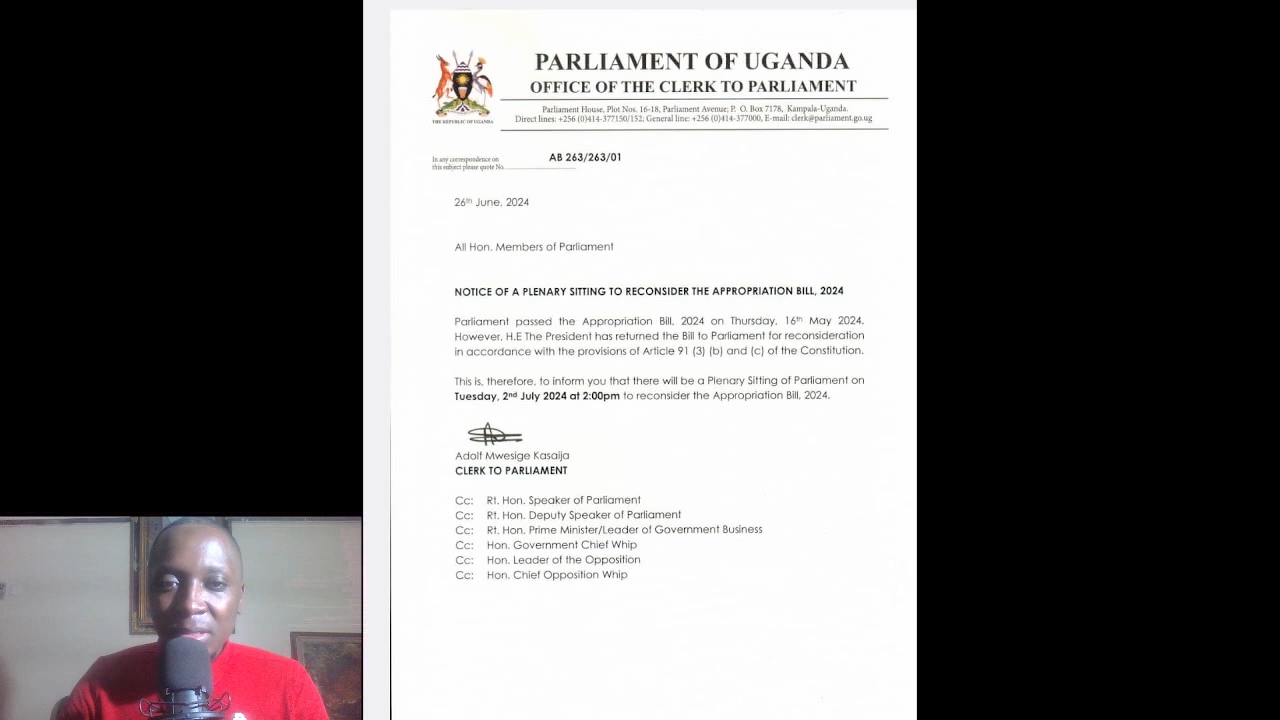 PARLIAMENT OF UGANDA
OFFICE OF THE CLERK TO PARLIAMENT
Parliament House, Plot Nos. 16-18, Parliament Avenue; P. O. Box 7178, Kampala-Uganda.
Direct lines: +256 (0)414-377150/152; General line: +256 (0)414-377000, E-mail: clerk@parliament.go.ug
THE REPUBLIC OF UGANDA
In any correspondence on
this subject please quote No.
AB 263/263/01
26th June, 2024
All Hon. Members of Parliament
NOTICE OF A PLENARY SITTING TO RECONSIDER THE APPROPRIATION BILL, 2024
Parliament passed the Appropriation Bill, 2024 on Thursday, 16th May 2024.
However, H.E The President has returned the Bill to Parliament for reconsideration
in accordance with the provisions of Article 91 (3) (b) and (c) of the Constitution.
This is, therefore, to inform you that there will be a Plenary Sitting of Parliament on
Tuesday, 2nd July 2024 at 2:00pm to reconsider the Appropriation Bill, 2024.
Adolf Mwesige Kasaija
CLERK TO PARLIAMENT
Cc: Rt. Hon. Speaker of Parliament
Cc: Rt. Hon. Deputy Speaker of Parliament
Cc: Rt. Hon. Prime Minister/Leader of Government Business
Cc: Hon. Government Chief Whip
Cc: Hon. Leader of the Opposition
Cc: Hon. Chief Opposition Whip